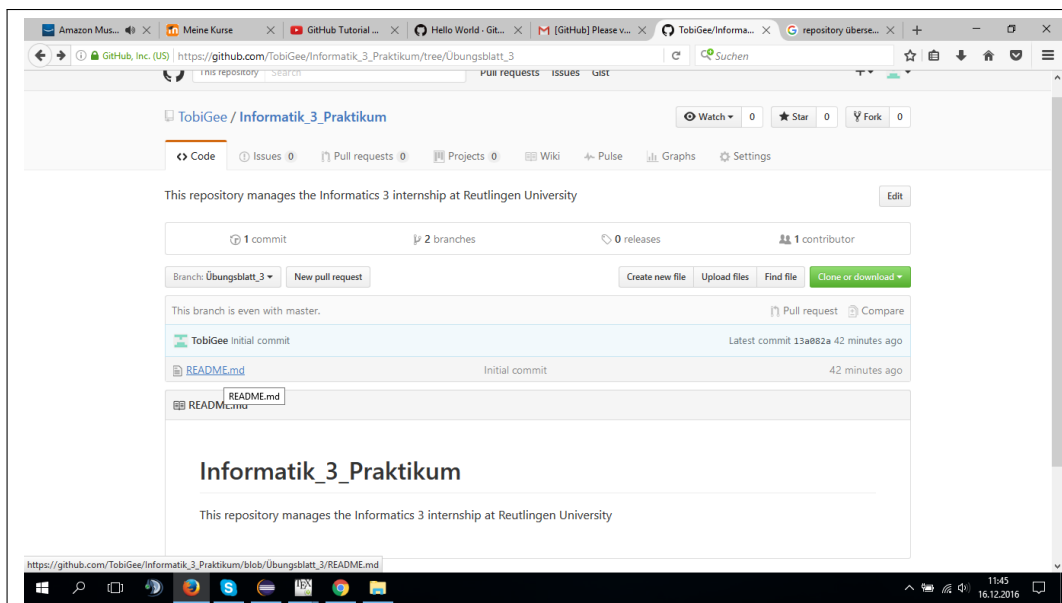 Amazon Mus... Meine Kurse GitHub Tutorial ... Hello World · Git... [GitHub] Please v... TobiGee/Informa... repository überse...
GitHub, Inc. (US) https://github.com/TobiGee/Informatik_3_Praktikum/tree/Übungsblatt_3 Suchen
This repository Search Pull requests Issues Gist
TobiGee / Informatik_3_Praktikum Watch 0 Star 0 Fork 0
Code Issues 0 Pull requests 0 Projects 0 Wiki Pulse Graphs Settings
This repository manages the Informatics 3 internship at Reutlingen University Edit
1 commit 2 branches 0 releases 1 contributor
Branch: Übungsblatt_3 New pull request Create new file Upload files Find file Clone or download
This branch is even with master. Pull request Compare
TobiGee Initial commit Latest commit 13a082a 42 minutes ago
README.md Initial commit 42 minutes ago
README.md
README.md
Informatik_3_Praktikum
This repository manages the Informatics 3 internship at Reutlingen University
https://github.com/TobiGee/Informatik_3_Praktikum/blob/Übungsblatt_3/README.md
11:45
16.12.2016